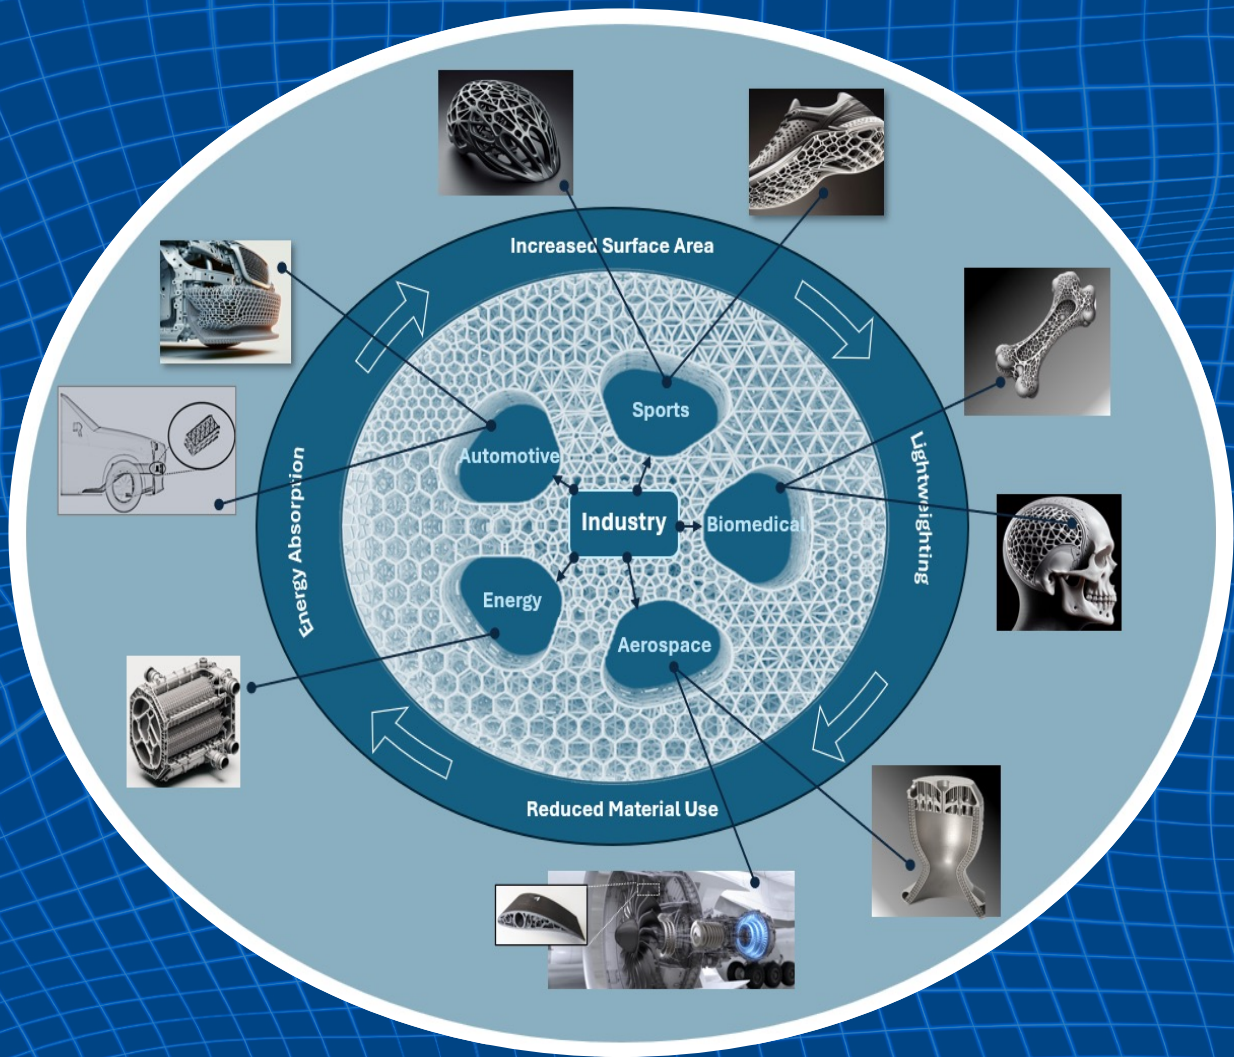 Increased Surface Area
Sports
Automotive
Energy Absorption
Lightweighting
Industry
Biomedical
Energy
Aerospace
Reduced Material Use